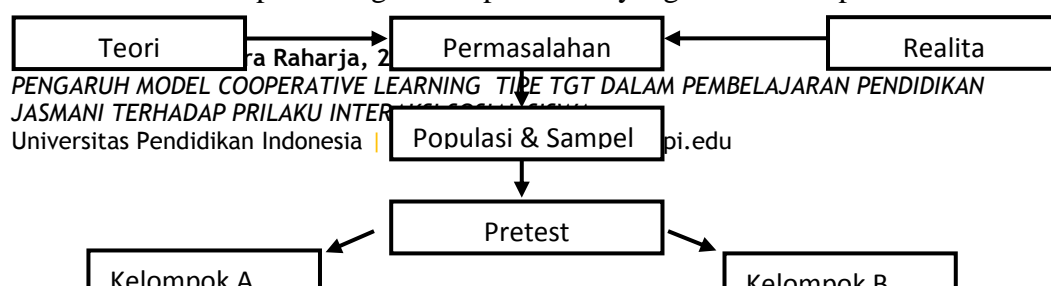 Teori Permasalahan Realita
ra Raharja, 2
PENGARUH MODEL COOPERATIVE LEARNING TIPE TGT DALAM PEMBELAJARAN PENDIDIKAN
JASMANI TERHADAP PRILAKU
Universitas Pendidikan Indonesia | pi.edu
Populasi & Sampel
Pretest
Kelompok A Kelompok B